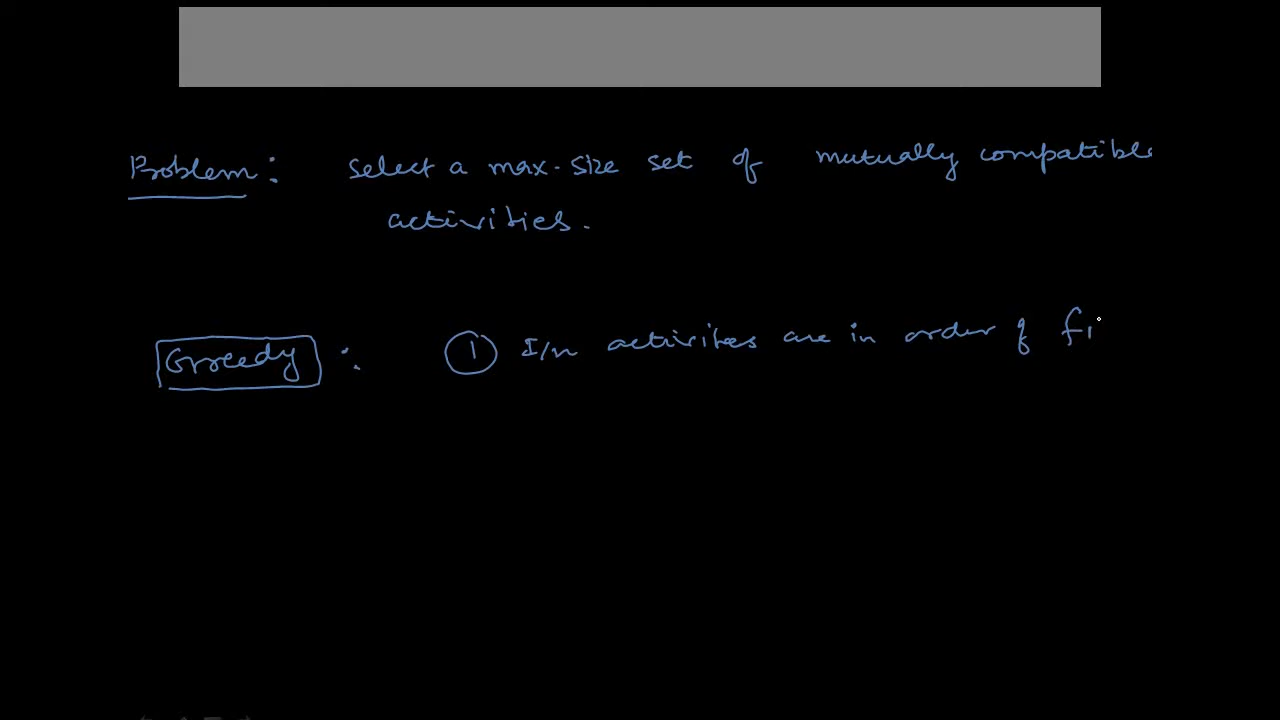 Problem: select a max-size set of mutually compatible
activities.
Greedy : 1 I/n activities are in order of fi